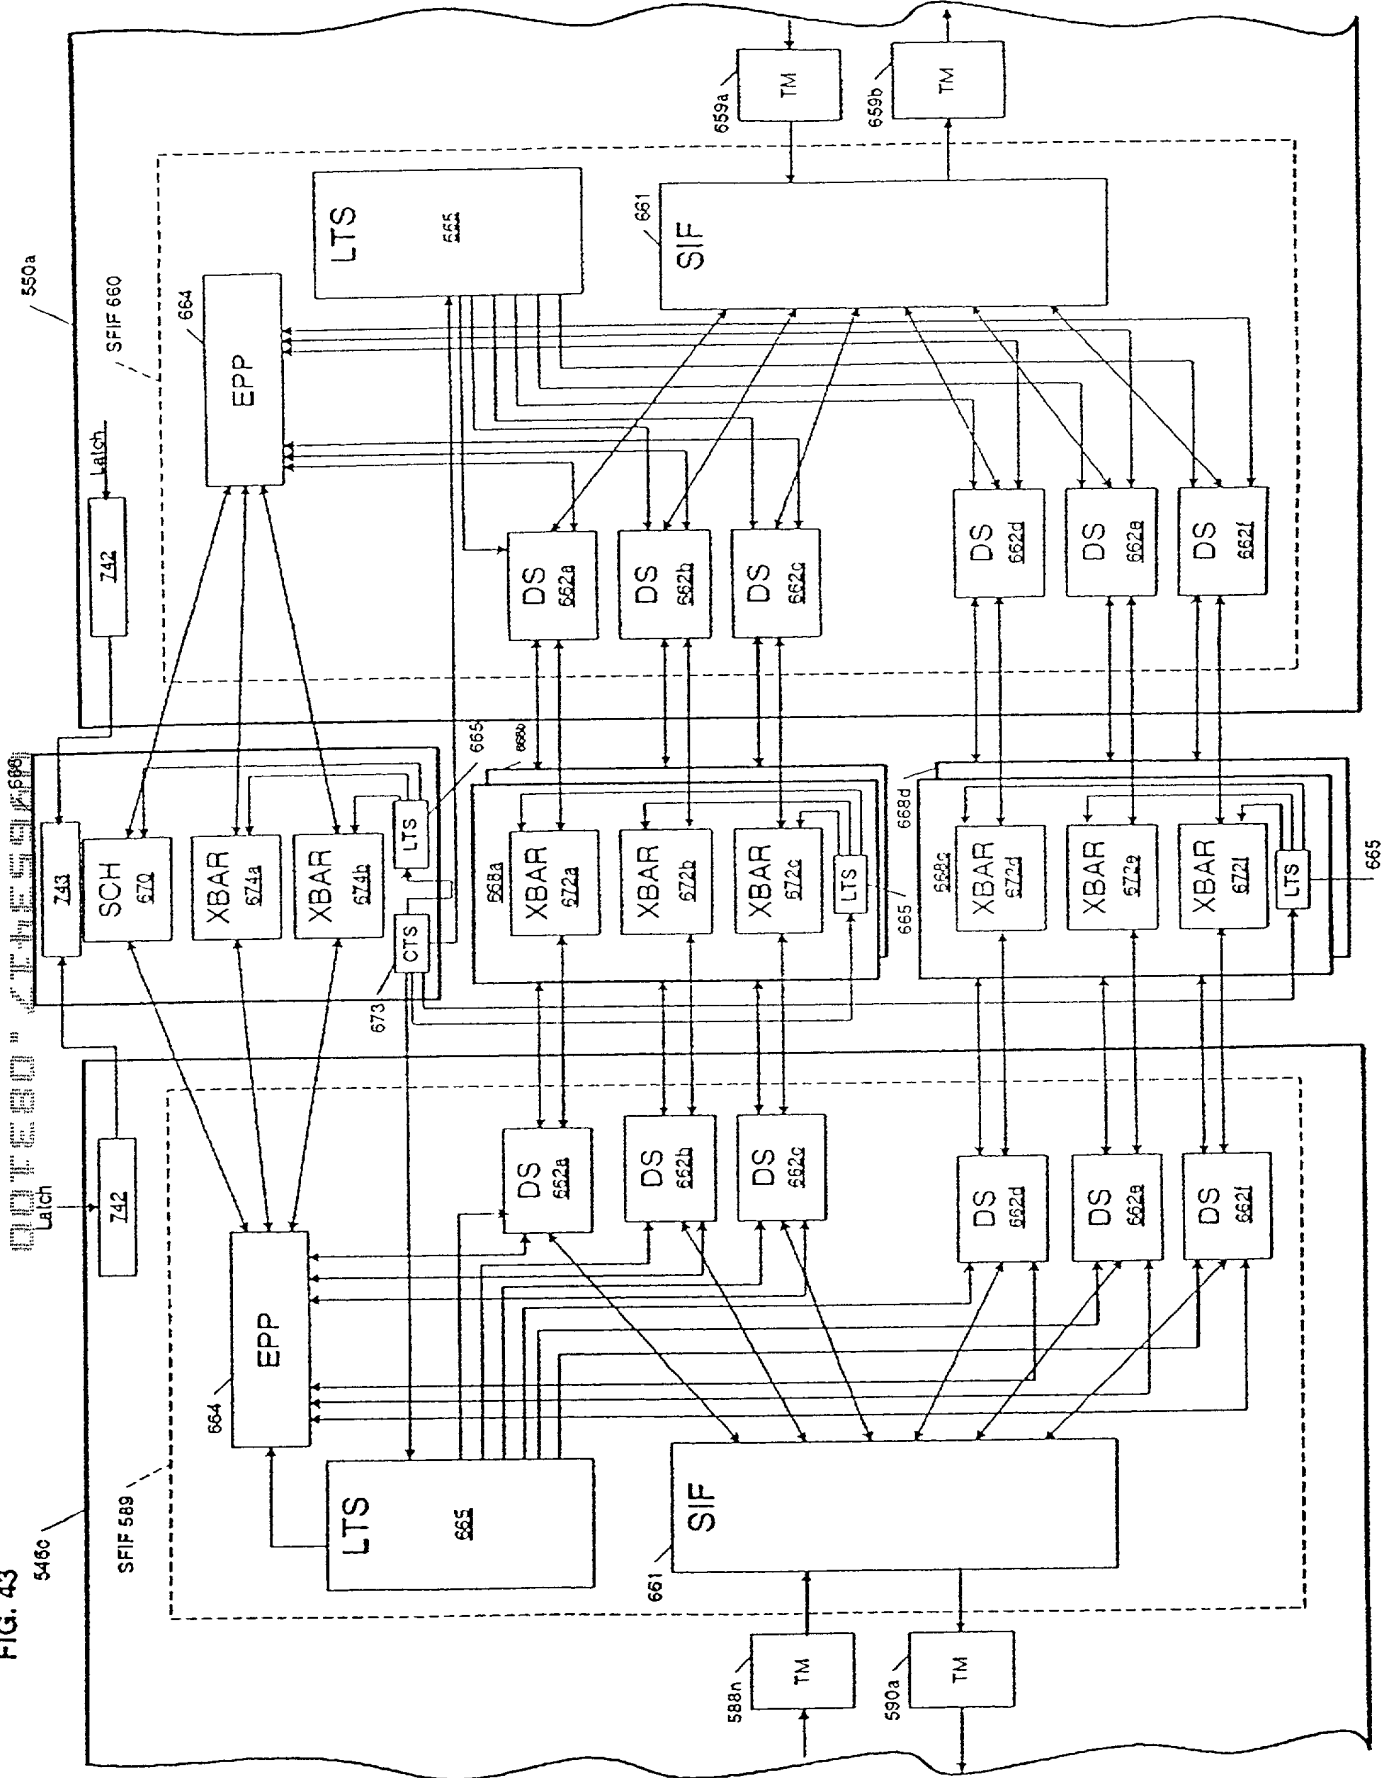 FIG. 43
546c
SFIF 589
Latch
742
664
EPP
LTS
665
661
SIF
588n
TM
590a
TM
DS
662a
DS
662b
DS
662c
DS
662d
DS
662e
DS
662f
743
SCH
670
XBAR
674a
XBAR
674b
LTS
665
CTS
673
668a
XBAR
672a
XBAR
672b
XBAR
672c
LTS
665
668c
668d
XBAR
672d
XBAR
672e
XBAR
672f
LTS
665
550a
SFIF 660
Latch
742
664
EPP
LTS
665
661
SIF
659a
TM
659b
TM
DS
662a
DS
662b
DS
662c
DS
662d
DS
662e
DS
662f